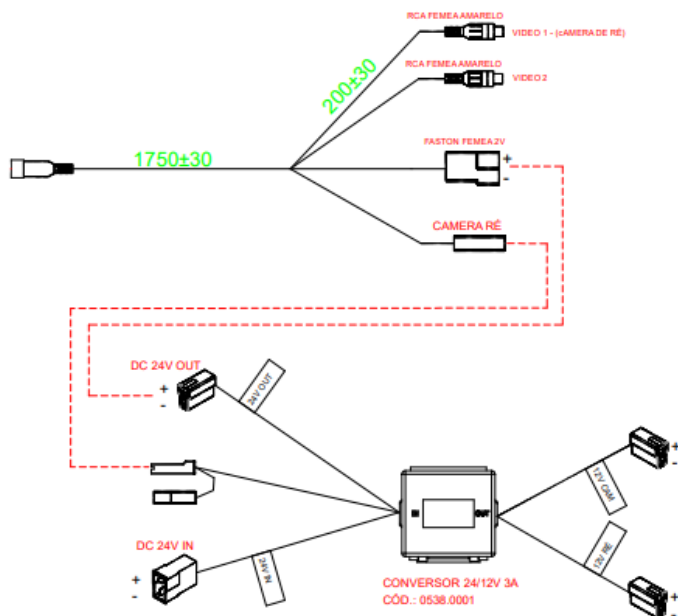 RCA FEMEA AMARELO
VIDEO 1 - (cAMERA DE RÉ)
RCA FEMEA AMARELO
VIDEO 2
200±30
1750±30
FASTON FEMEA 2V
+
-
CAMERA RÉ
DC 24V OUT
+
-
24V OUT
DC 24V IN
+
-
24V IN
IN
OUT
12V CAM
+
-
12V RÉ
+
-
CONVERSOR 24/12V 3A
CÓD.: 0538.0001